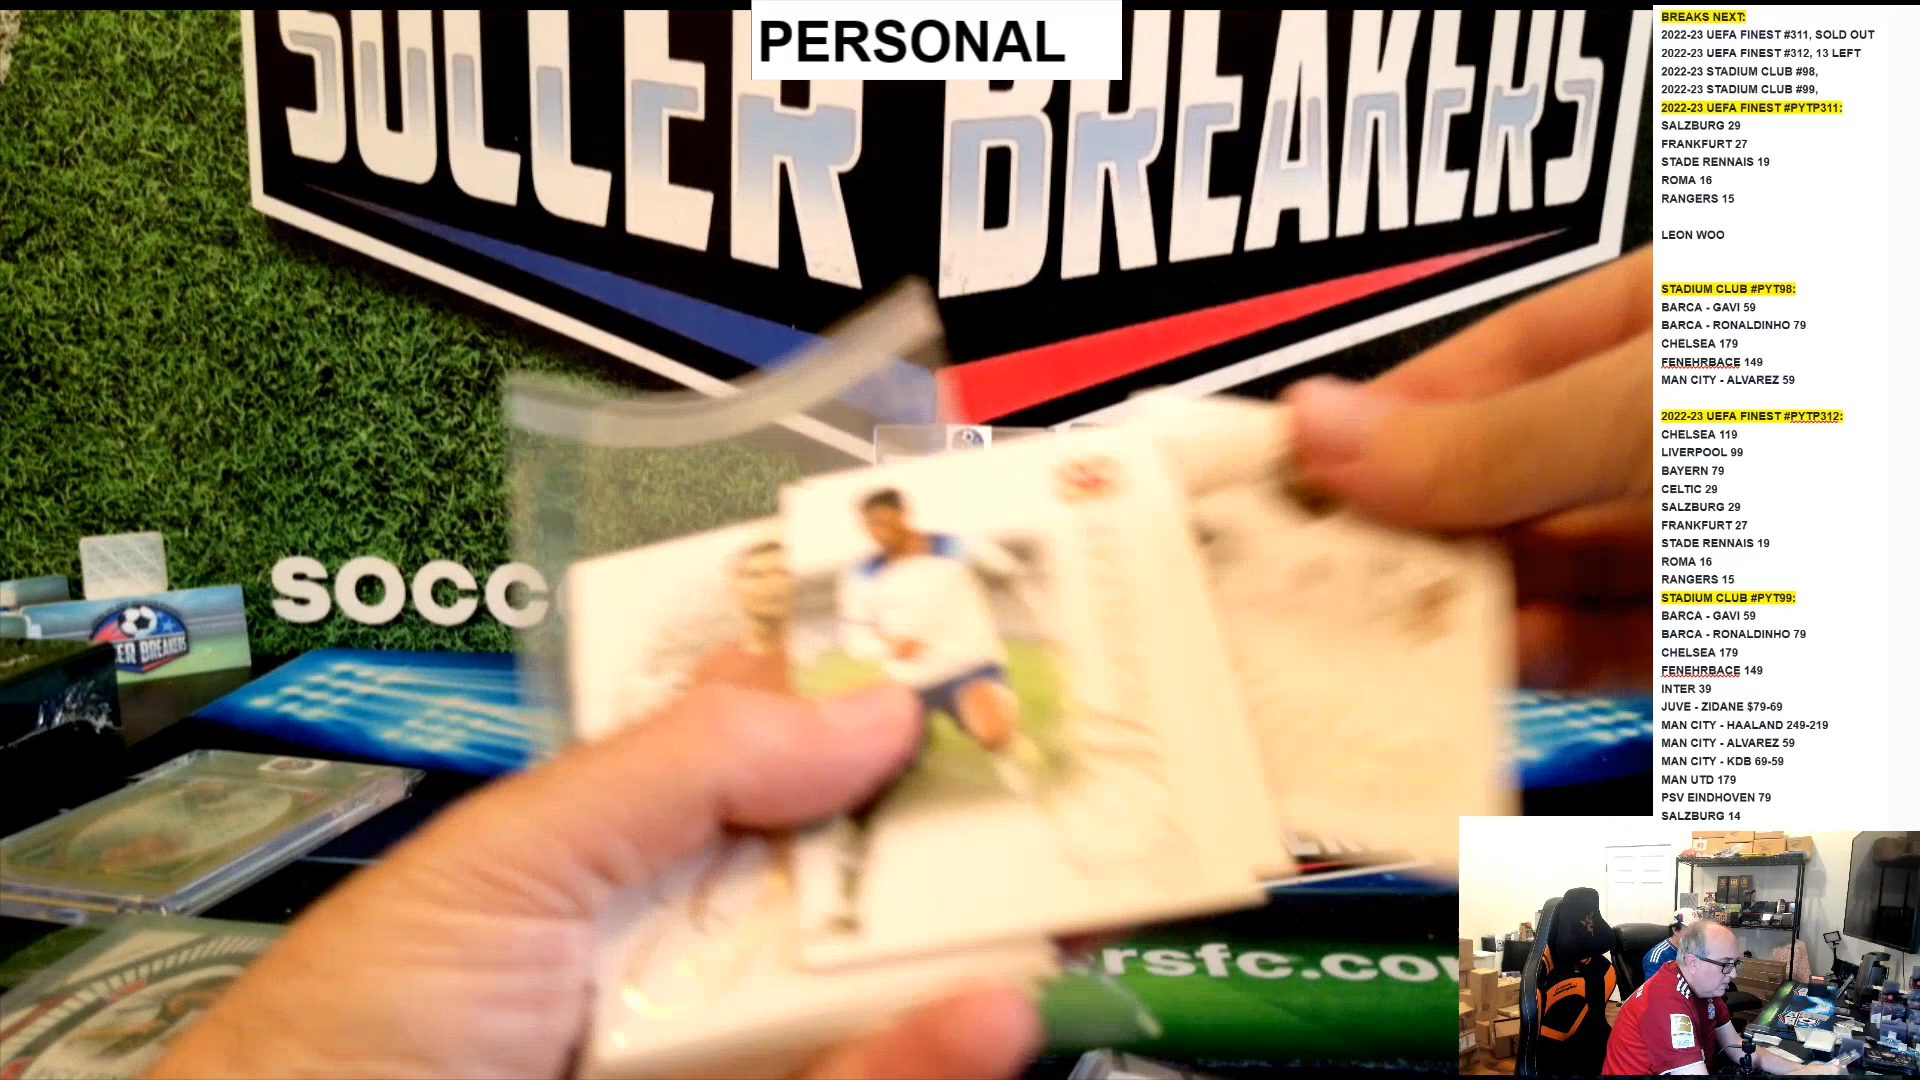 PERSONAL
SOCCER BREAKERS
SOCC
ER BREAKERS
rsfc.co
BREAKS NEXT:
2022-23 UEFA FINEST #311, SOLD OUT
2022-23 UEFA FINEST #312, 13 LEFT
2022-23 STADIUM CLUB #98,
2022-23 STADIUM CLUB #99,
2022-23 UEFA FINEST #PYTP311:
SALZBURG 29
FRANKFURT 27
STADE RENNAIS 19
ROMA 16
RANGERS 15
LEON WOO
STADIUM CLUB #PYT98:
BARCA - GAVI 59
BARCA - RONALDINHO 79
CHELSEA 179
FENEHRBACE 149
MAN CITY - ALVAREZ 59
2022-23 UEFA FINEST #PYTP312:
CHELSEA 119
LIVERPOOL 99
BAYERN 79
CELTIC 29
SALZBURG 29
FRANKFURT 27
STADE RENNAIS 19
ROMA 16
RANGERS 15
STADIUM CLUB #PYT99:
BARCA - GAVI 59
BARCA - RONALDINHO 79
CHELSEA 179
FENEHRBACE 149
INTER 39
JUVE - ZIDANE $79-69
MAN CITY - HAALAND 249-219
MAN CITY - ALVAREZ 59
MAN CITY - KDB 69-59
MAN UTD 179
PSV EINDHOVEN 79
SALZBURG 14